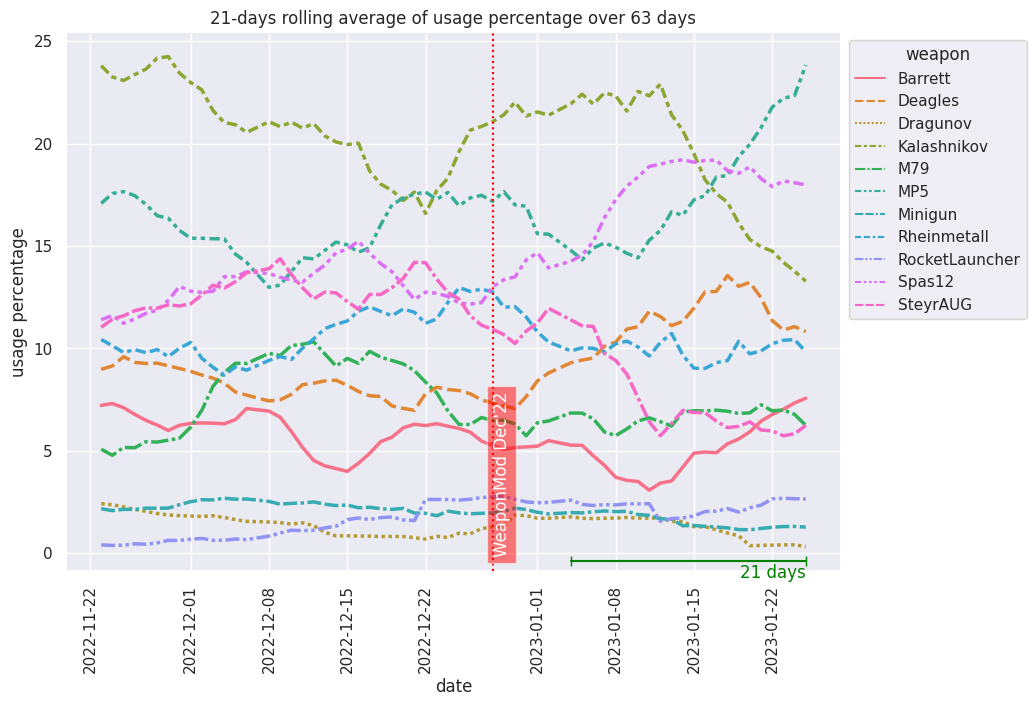 21-days rolling average of usage percentage over 63 days
usage percentage
25
20
15
10
5
0
WeaponMod Dec'22
21 days
2022-11-22
2022-12-01
2022-12-08
2022-12-15
2022-12-22
2023-01-01
2023-01-08
2023-01-15
2023-01-22
date
weapon
Barrett
Deagles
Dragunov
Kalashnikov
M79
MP5
Minigun
Rheinmetall
RocketLauncher
Spas12
SteyrAUG